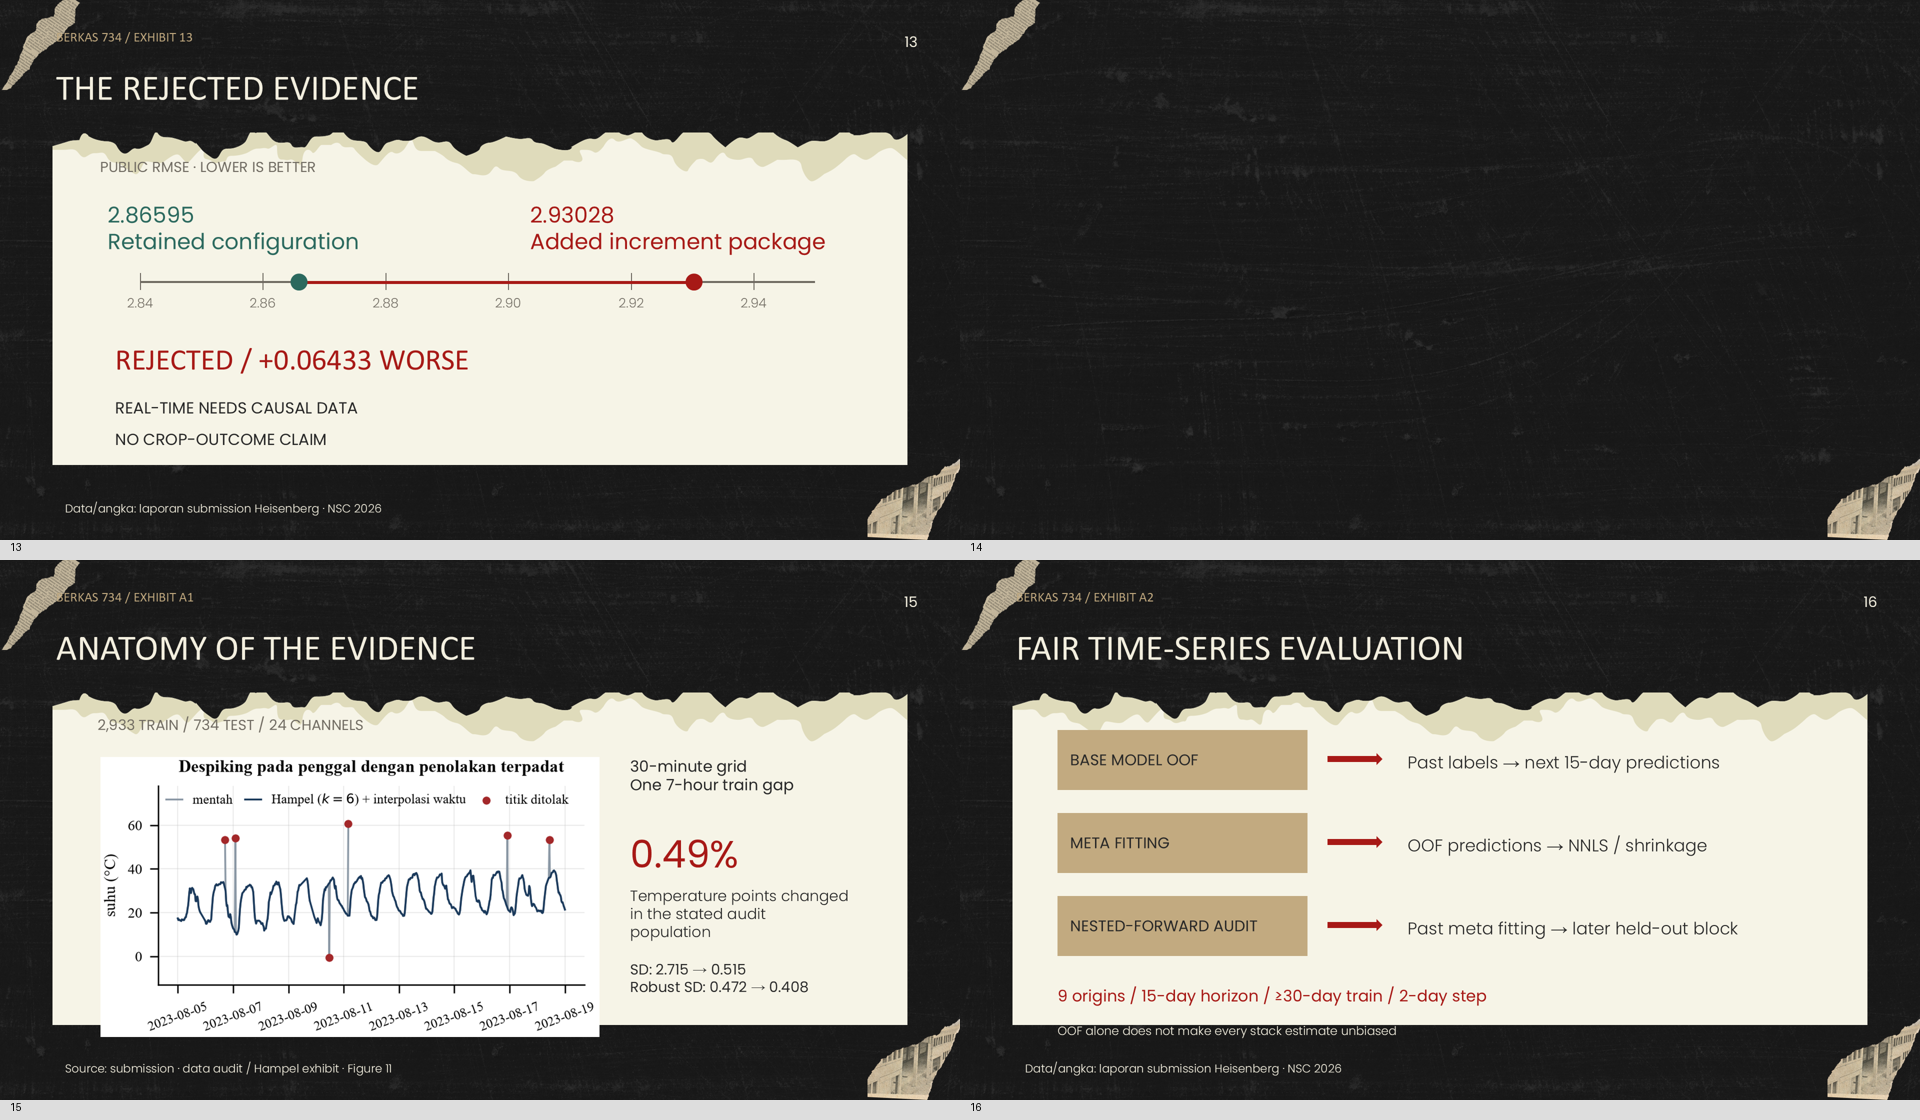 BERKAS 734 / EXHIBIT 13
13
THE REJECTED EVIDENCE
PUBLIC RMSE · LOWER IS BETTER
2.86595
Retained configuration
2.93028
Added increment package
2.84 2.86 2.88 2.90 2.92 2.94
REJECTED / +0.06433 WORSE
REAL-TIME NEEDS CAUSAL DATA
NO CROP-OUTCOME CLAIM
Data/angka: laporan submission Heisenberg · NSC 2026
13
14
BERKAS 734 / EXHIBIT A1
15
ANATOMY OF THE EVIDENCE
2,933 TRAIN / 734 TEST / 24 CHANNELS
Despiking pada penggal dengan penolakan terpadat
mentah Hampel (k = 6) + interpolasi waktu titik ditolak
suhu (°C)
60
40
20
0
2023-08-05 2023-08-07 2023-08-09 2023-08-11 2023-08-13 2023-08-15 2023-08-17 2023-08-19
30-minute grid
One 7-hour train gap
0.49%
Temperature points changed
in the stated audit
population
SD: 2.715 → 0.515
Robust SD: 0.472 → 0.408
Source: submission · data audit / Hampel exhibit · Figure 11
15
BERKAS 734 / EXHIBIT A2
16
FAIR TIME-SERIES EVALUATION
BASE MODEL OOF
Past labels → next 15-day predictions
META FITTING
OOF predictions → NNLS / shrinkage
NESTED-FORWARD AUDIT
Past meta fitting → later held-out block
9 origins / 15-day horizon / ≥30-day train / 2-day step
OOF alone does not make every stack estimate unbiased
Data/angka: laporan submission Heisenberg · NSC 2026
16